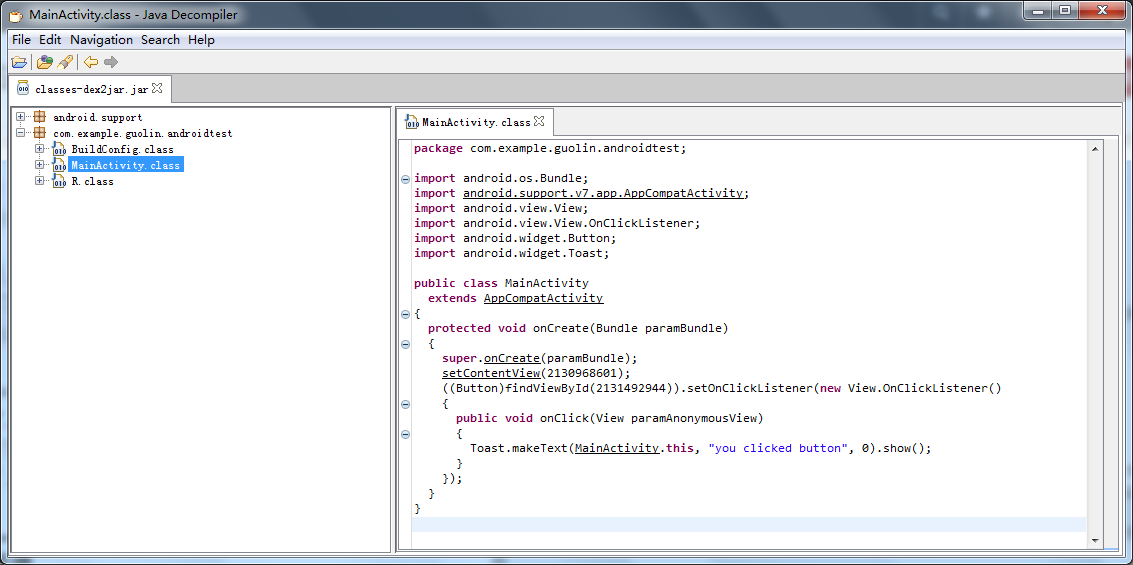 MainActivity.class - Java Decompiler
File Edit Navigation Search Help
classes-dex2jar.jar
android.support
com.example.guolin.androidtest
BuildConfig.class
MainActivity.class
R.class
MainActivity.class
package com.example.guolin.androidtest;
import android.os.Bundle;
import android.support.v7.app.AppCompatActivity;
import android.view.View;
import android.view.View.OnClickListener;
import android.widget.Button;
import android.widget.Toast;
public class MainActivity
extends AppCompatActivity
{
protected void onCreate(Bundle paramBundle)
{
super.onCreate(paramBundle);
setContentView(2130968601);
((Button)findViewById(2131492944)).setOnClickListener(new View.OnClickListener()
{
public void onClick(View paramAnonymousView)
{
Toast.makeText(MainActivity.this, "you clicked button", 0).show();
}
});
}
}